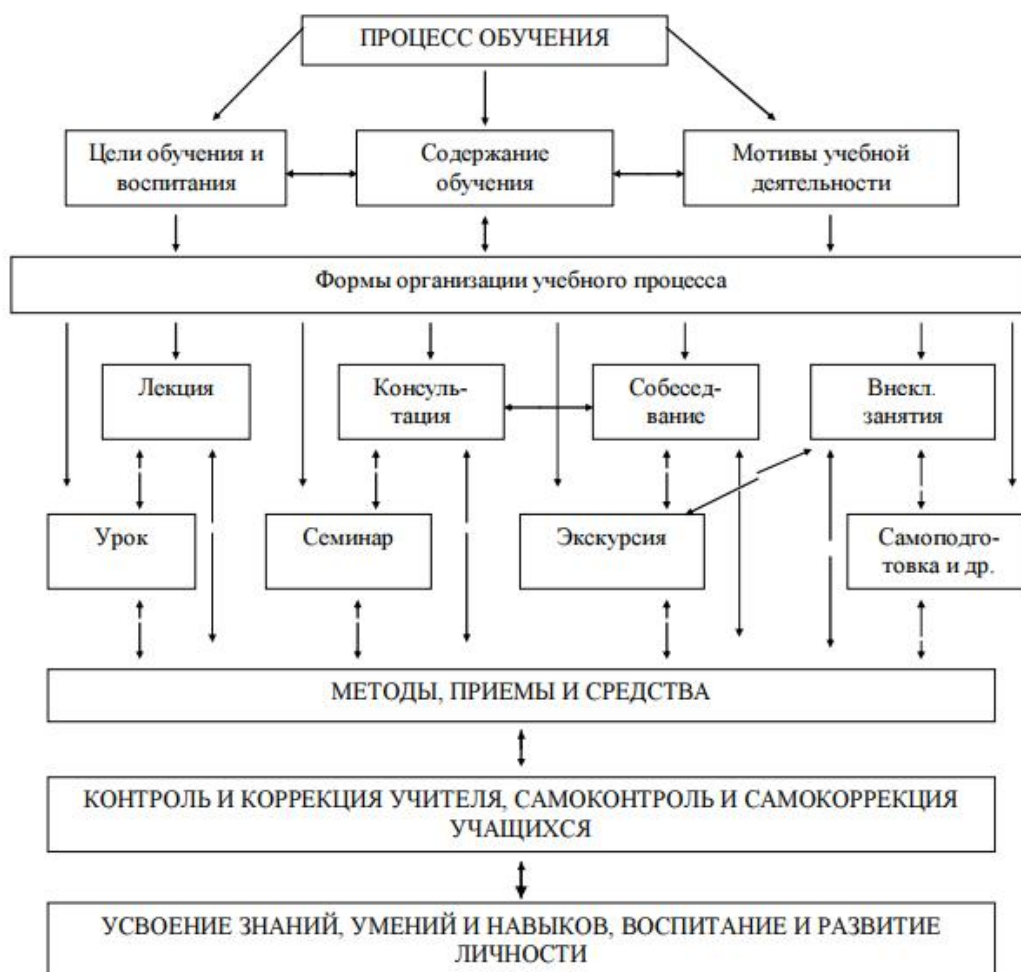 ПРОЦЕСС ОБУЧЕНИЯ
Цели обучения и
воспитания
Содержание
обучения
Мотивы учебной
деятельности
Формы организации учебного процесса
Лекция
Консуль-
тация
Собесед-
вание
Внекл.
занятия
Урок
Семинар
Экскурсия
Самоподго-
товка и др.
МЕТОДЫ, ПРИЕМЫ И СРЕДСТВА
КОНТРОЛЬ И КОРРЕКЦИЯ УЧИТЕЛЯ, САМОКОНТРОЛЬ И САМОКОРРЕКЦИЯ
УЧАЩИХСЯ
УСВОЕНИЕ ЗНАНИЙ, УМЕНИЙ И НАВЫКОВ, ВОСПИТАНИЕ И РАЗВИТИЕ
ЛИЧНОСТИ